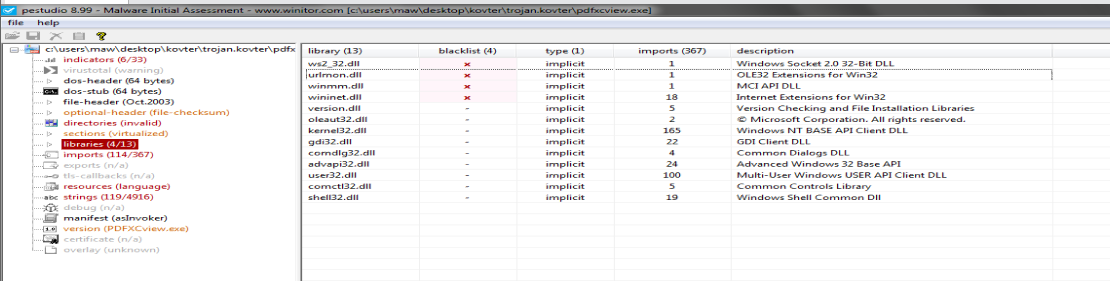 pestudio 8.99 - Malware Initial Assessment - www.winitor.com [c:\users\maw\desktop\kovter\trojan.kovter\pdfxcview.exe]
file help
c:\users\maw\desktop\kovter\trojan.kovter\pdfx
indicators (6/33)
virustotal (warning)
dos-header (64 bytes)
dos-stub (64 bytes)
file-header (Oct.2003)
optional-header (file-checksum)
directories (invalid)
sections (virtualized)
libraries (4/13)
imports (114/367)
exports (n/a)
tls-callbacks (n/a)
resources (language)
abc strings (119/4916)
debug (n/a)
manifest (asInvoker)
1.0 version (PDFXCview.exe)
certificate (n/a)
overlay (unknown)
library (13) blacklist (4) type (1) imports (367) description
ws2_32.dll x implicit 1 Windows Socket 2.0 32-Bit DLL
urlmon.dll x implicit 1 OLE32 Extensions for Win32
winmm.dll x implicit 1 MCI API DLL
wininet.dll x implicit 18 Internet Extensions for Win32
version.dll - implicit 5 Version Checking and File Installation Libraries
oleaut32.dll - implicit 2 © Microsoft Corporation. All rights reserved.
kernel32.dll - implicit 165 Windows NT BASE API Client DLL
gdi32.dll - implicit 22 GDI Client DLL
comdlg32.dll - implicit 4 Common Dialogs DLL
advapi32.dll - implicit 24 Advanced Windows 32 Base API
user32.dll - implicit 100 Multi-User Windows USER API Client DLL
comctl32.dll - implicit 5 Common Controls Library
shell32.dll - implicit 19 Windows Shell Common Dll